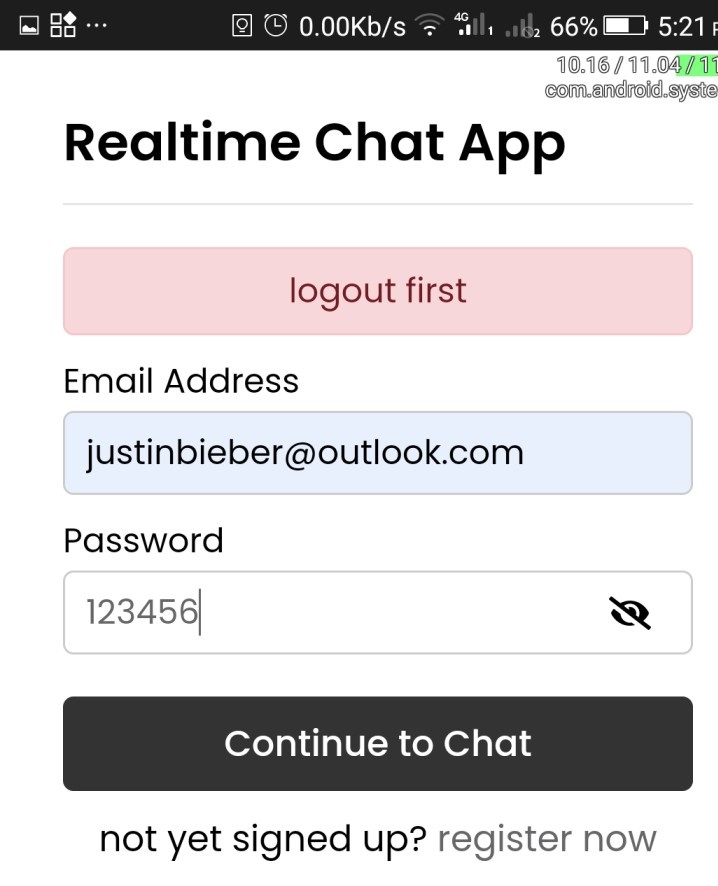 0.00Kb/s 4G 1 2 66% 5:21
10.16 / 11.04 / 11
com.android.syste
Realtime Chat App
logout first
Email Address
justinbieber@outlook.com
Password
123456
Continue to Chat
not yet signed up? register now